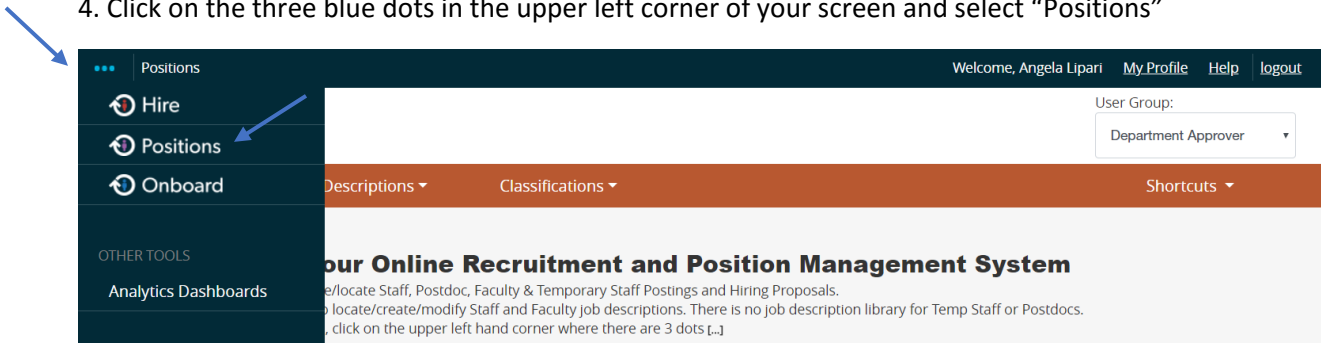 4. Click on the three blue dots in the upper left corner of your screen and select “Positions”
Positions Welcome, Angela Lipari My Profile Help logout
Hire
User Group:
Department Approver
Positions
Onboard
Descriptions Classifications Shortcuts
OTHER TOOLS
our Online Recruitment and Position Management System
e/locate Staff, Postdoc, Faculty & Temporary Staff Postings and Hiring Proposals.
Analytics Dashboards
locate/create/modify Staff and Faculty job descriptions. There is no job description library for Temp Staff or Postdocs.
, click on the upper left hand corner where there are 3 dots [...]